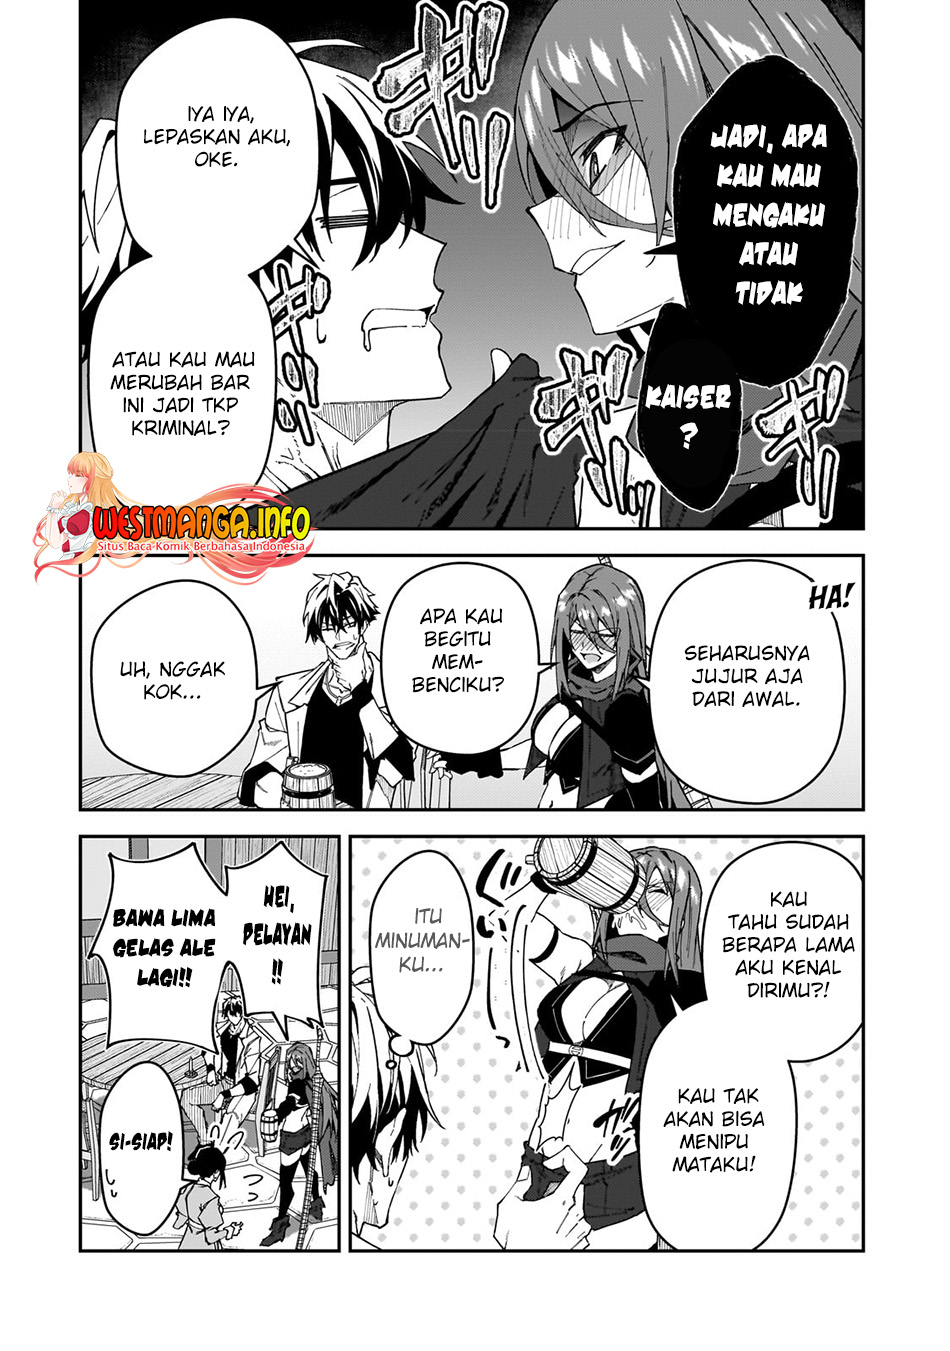 JADI, APA
KAU MAU
MENGAKU
ATAU
TIDAK
KAISER
?
IYA IYA,
LEPASKAN AKU,
OKE.
ATAU KAU MAU
MERUBAH BAR
INI JADI TKP
KRIMINAL?
WESTMANGA.INFO
Situs Baca Komik Berbahasa Indonesia
HA!
SEHARUSNYA
JUJUR AJA
DARI AWAL.
APA KAU
BEGITU
MEM-
BENCIKU?
UH, NGGAK
KOK...
KAU
TAHU SUDAH
BERAPA LAMA
AKU KENAL
DIRIMU?!
KAU TAK
AKAN BISA
MENIPU
MATAKU!
ITU
MINUMAN-
KU...
HEI,
PELAYAN
!!
BAWA LIMA
GELAS ALE
LAGI!!
SI-SIAP!